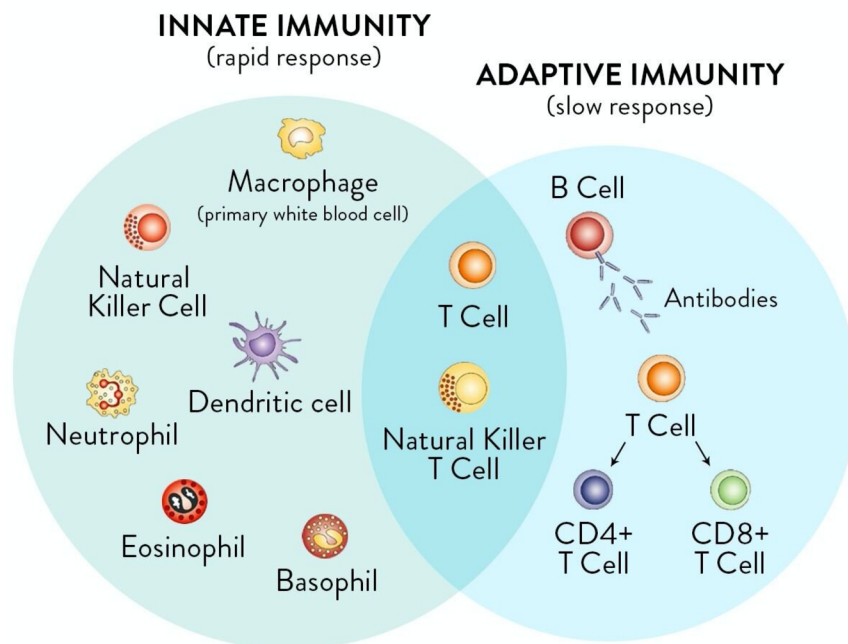 INNATE IMMUNITY
(rapid response)
ADAPTIVE IMMUNITY
(slow response)
Macrophage
(primary white blood cell)
Natural
Killer Cell
Dendritic cell
Neutrophil
Eosinophil
Basophil
T Cell
Natural Killer
T Cell
B Cell
Antibodies
T Cell
CD4+
T Cell
CD8+
T Cell